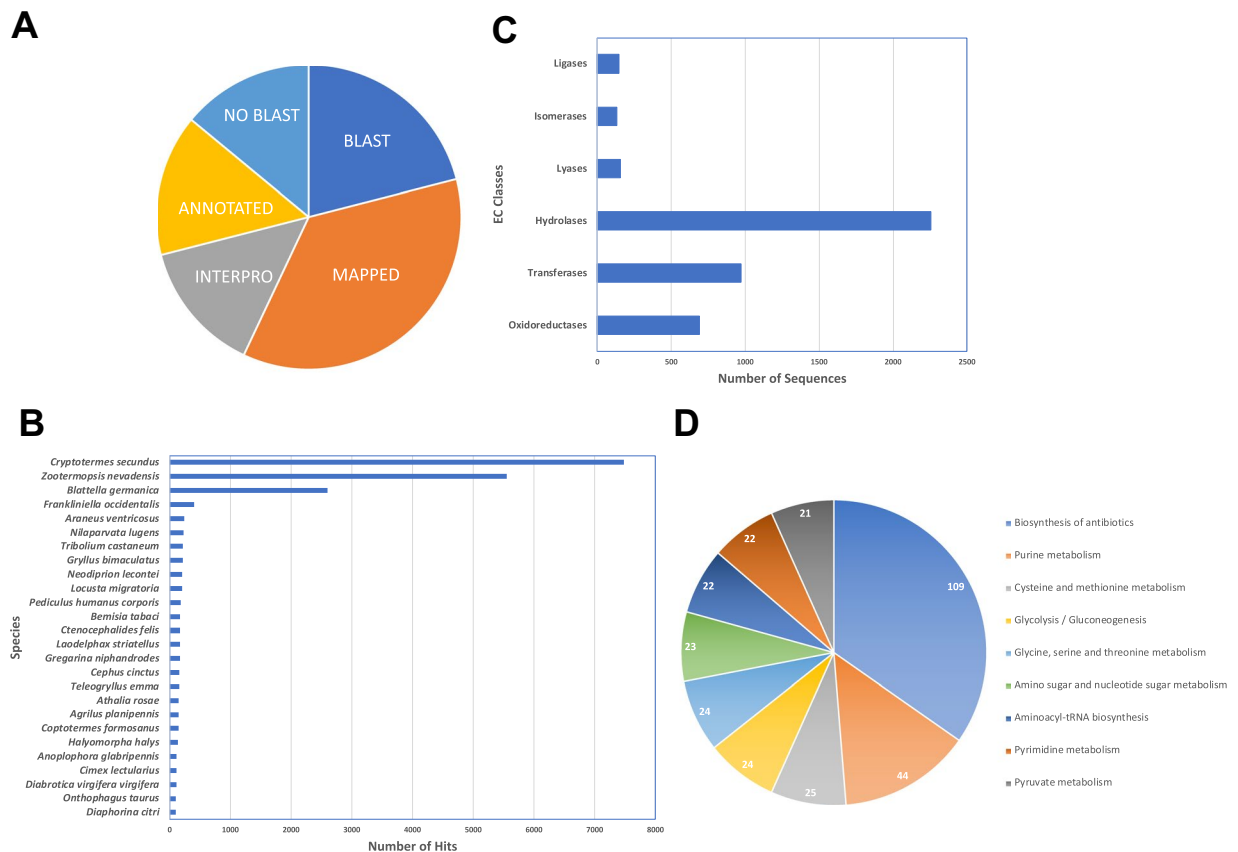 A
NO BLAST
BLAST
ANNOTATED
INTERPRO
MAPPED
C
EC Classes
Ligases
Isomerases
Lyases
Hydrolases
Transferases
Oxidoreductases
0 500 1000 1500 2000 2500
Number of Sequences
B
Species
Cryptotermes secundus
Zootermopsis nevadensis
Blattella germanica
Frankliniella occidentalis
Araneus ventricosus
Nilaparvata lugens
Tribolium castaneum
Gryllus bimaculatus
Neodiprion lecontei
Locusta migratoria
Pediculus humanus corporis
Bemisia tabaci
Ctenocephalides felis
Laodelphax striatellus
Gregarina niphandrodes
Cephus cinctus
Teleogryllus emma
Athalia rosae
Agrilus planipennis
Coptotermes formosanus
Halyomorpha halys
Anoplophora glabripennis
Cimex lectularius
Diabrotica virgifera virgifera
Onthophagus taurus
Diaphorina citri
0 1000 2000 3000 4000 5000 6000 7000 8000
Number of Hits
D
109
44
25
24
24
23
22
22
21
Biosynthesis of antibiotics
Purine metabolism
Cysteine and methionine metabolism
Glycolysis / Gluconeogenesis
Glycine, serine and threonine metabolism
Amino sugar and nucleotide sugar metabolism
Aminoacyl-tRNA biosynthesis
Pyrimidine metabolism
Pyruvate metabolism